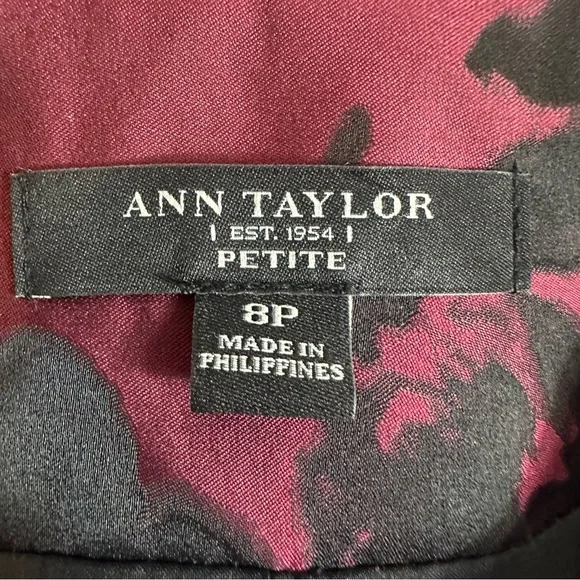 ANN TAYLOR
| EST. 1954 |
PETITE
8P
MADE IN
PHILIPPINES